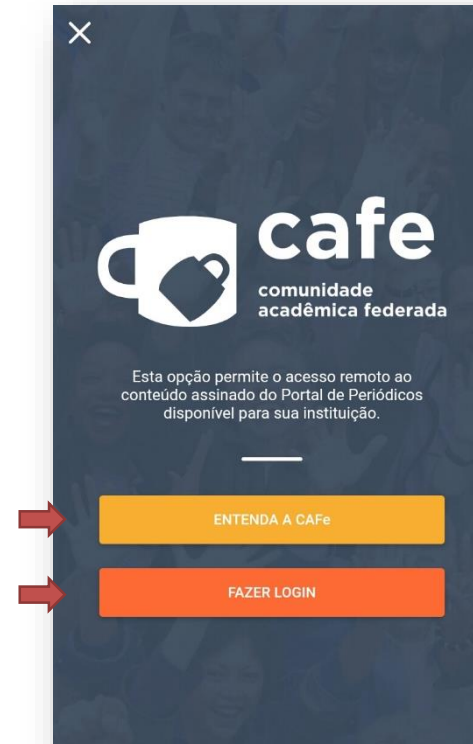 cafe
comunidade
acadêmica federada
Esta opção permite o acesso remoto ao
conteúdo assinado do Portal de Periódicos
disponível para sua instituição.
ENTENDA A CAFe
FAZER LOGIN